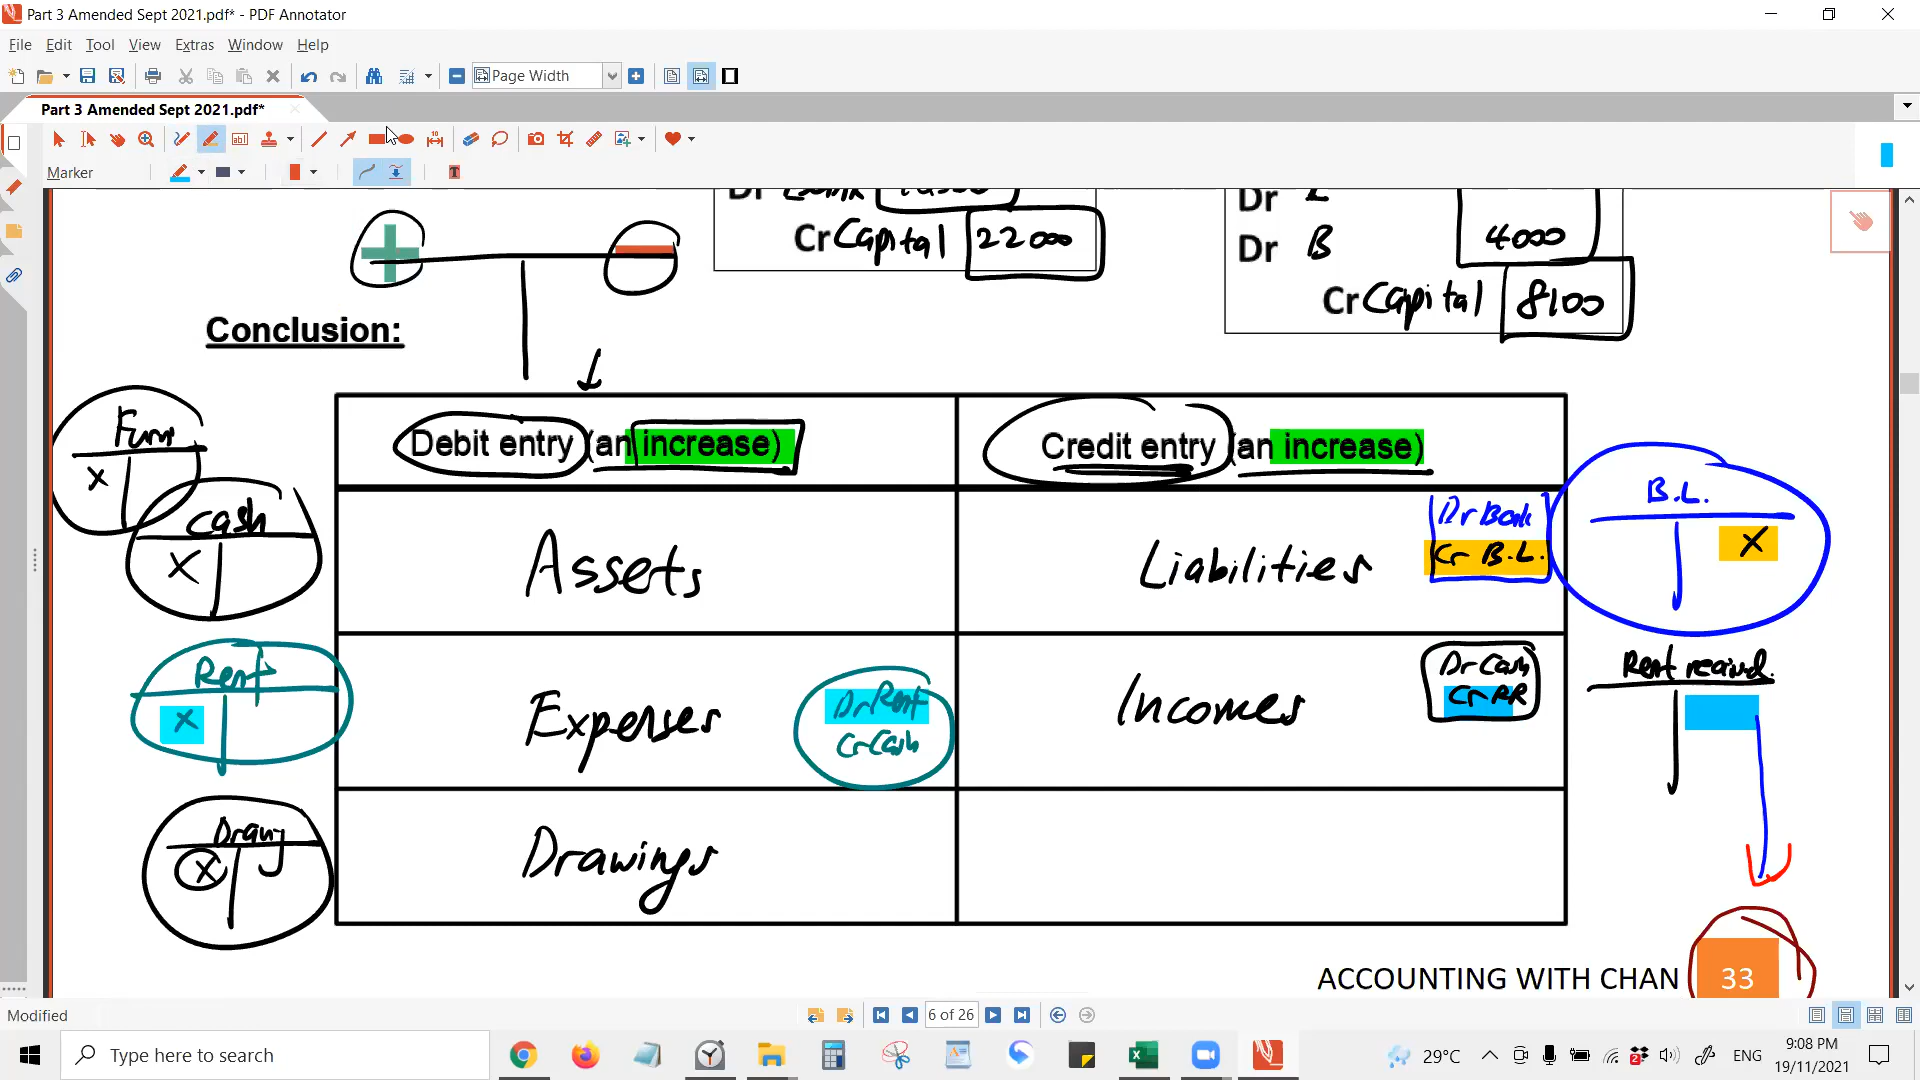 Part 3 Amended Sept 2021.pdf* - PDF Annotator
File Edit Tool View Extras Window Help
Page Width
Part 3 Amended Sept 2021.pdf*
Marker
Cr Capital 22000
Dr
Dr B 4000
Cr Capital 8100
Conclusion:
Debit entry (an increase)
Credit entry (an increase)
Furn
X
Cash
X
Assets
Liabilities
Dr Bank
Cr B.L.
B.L.
X
Rent
X
Expenses
Dr Rent
Cr Cash
Incomes
Dr Cash
Cr RR
Rent received
X
Drawings
ACCOUNTING WITH CHAN 33
Modified
6 of 26
Type here to search
29°C
ENG
9:08 PM
19/11/2021